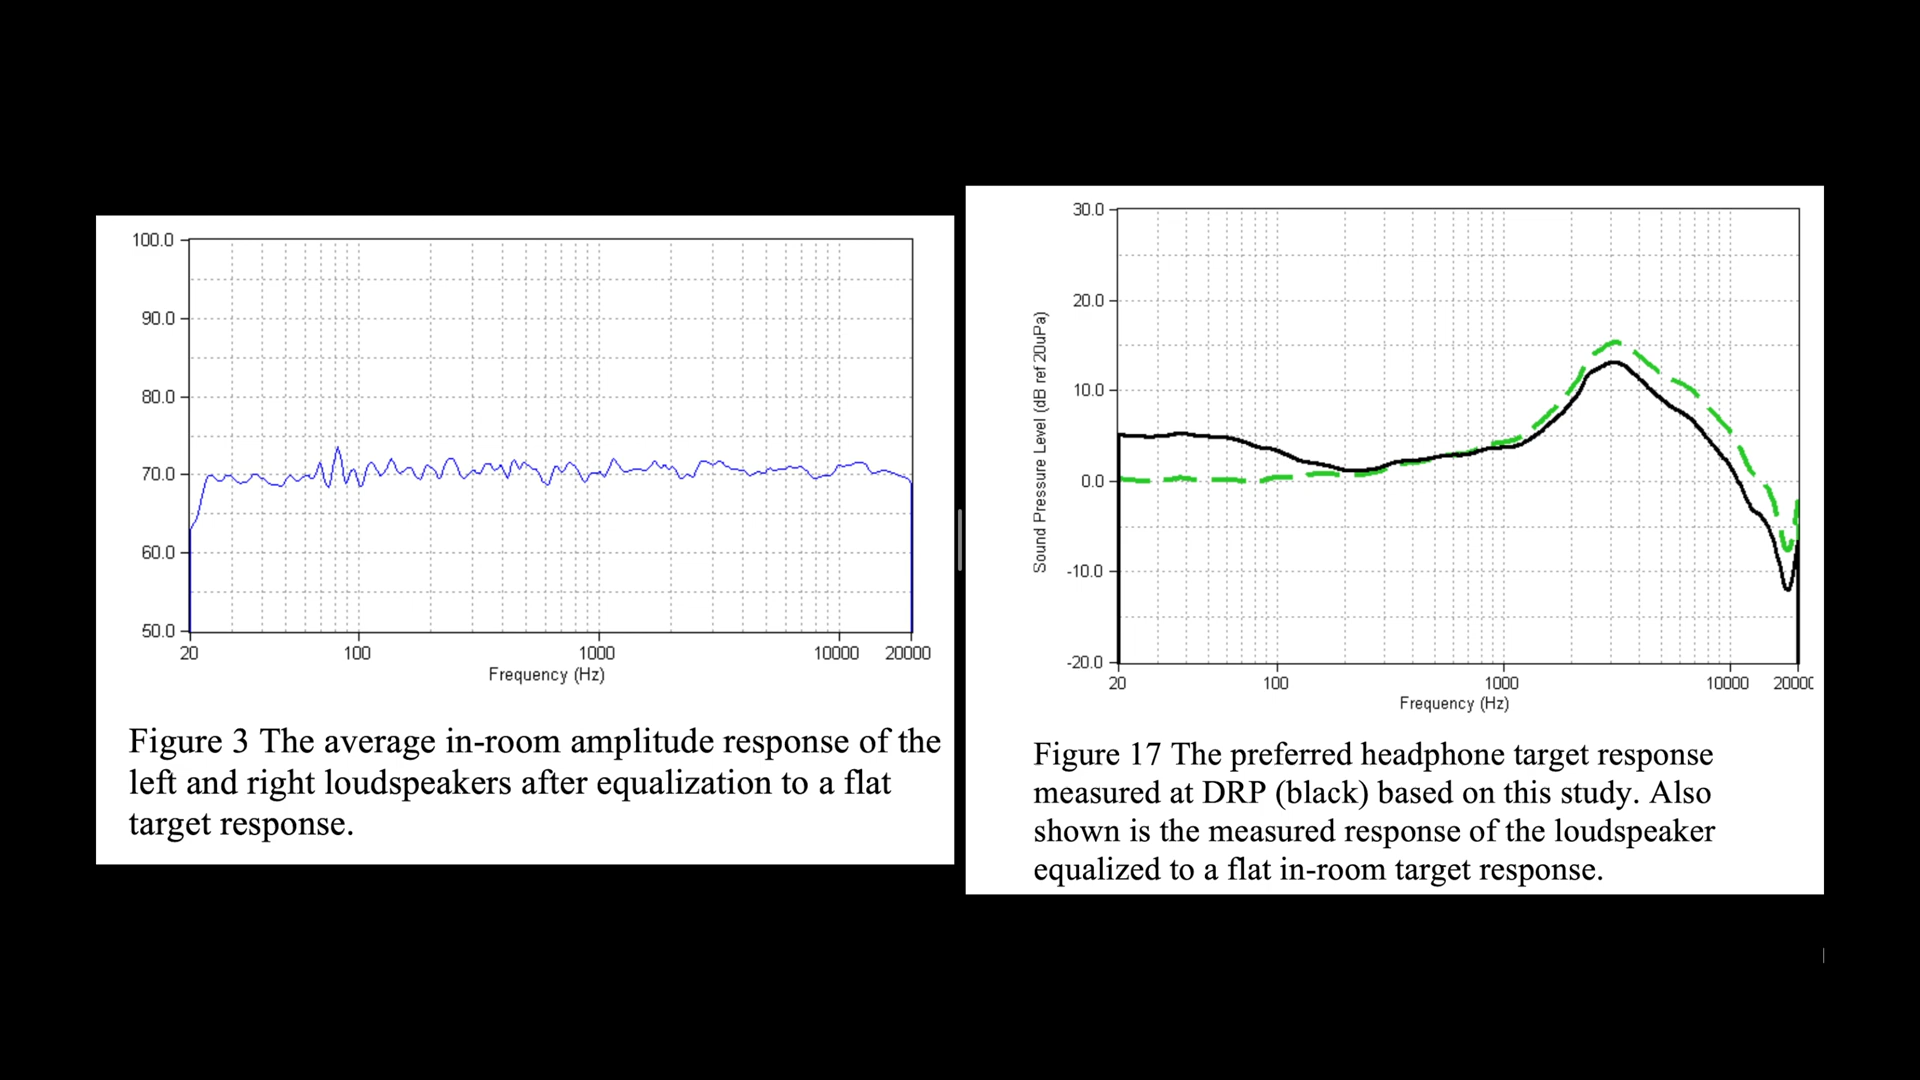 100.0
90.0
80.0
70.0
60.0
50.0
20 100 1000 10000 20000
Frequency (Hz)
Figure 3 The average in-room amplitude response of the
left and right loudspeakers after equalization to a flat
target response.
Sound Pressure Level (dB ref 20uPa)
30.0
20.0
10.0
0.0
-10.0
-20.0
20 100 1000 10000 2000
Frequency (Hz)
Figure 17 The preferred headphone target response
measured at DRP (black) based on this study. Also
shown is the measured response of the loudspeaker
equalized to a flat in-room target response.